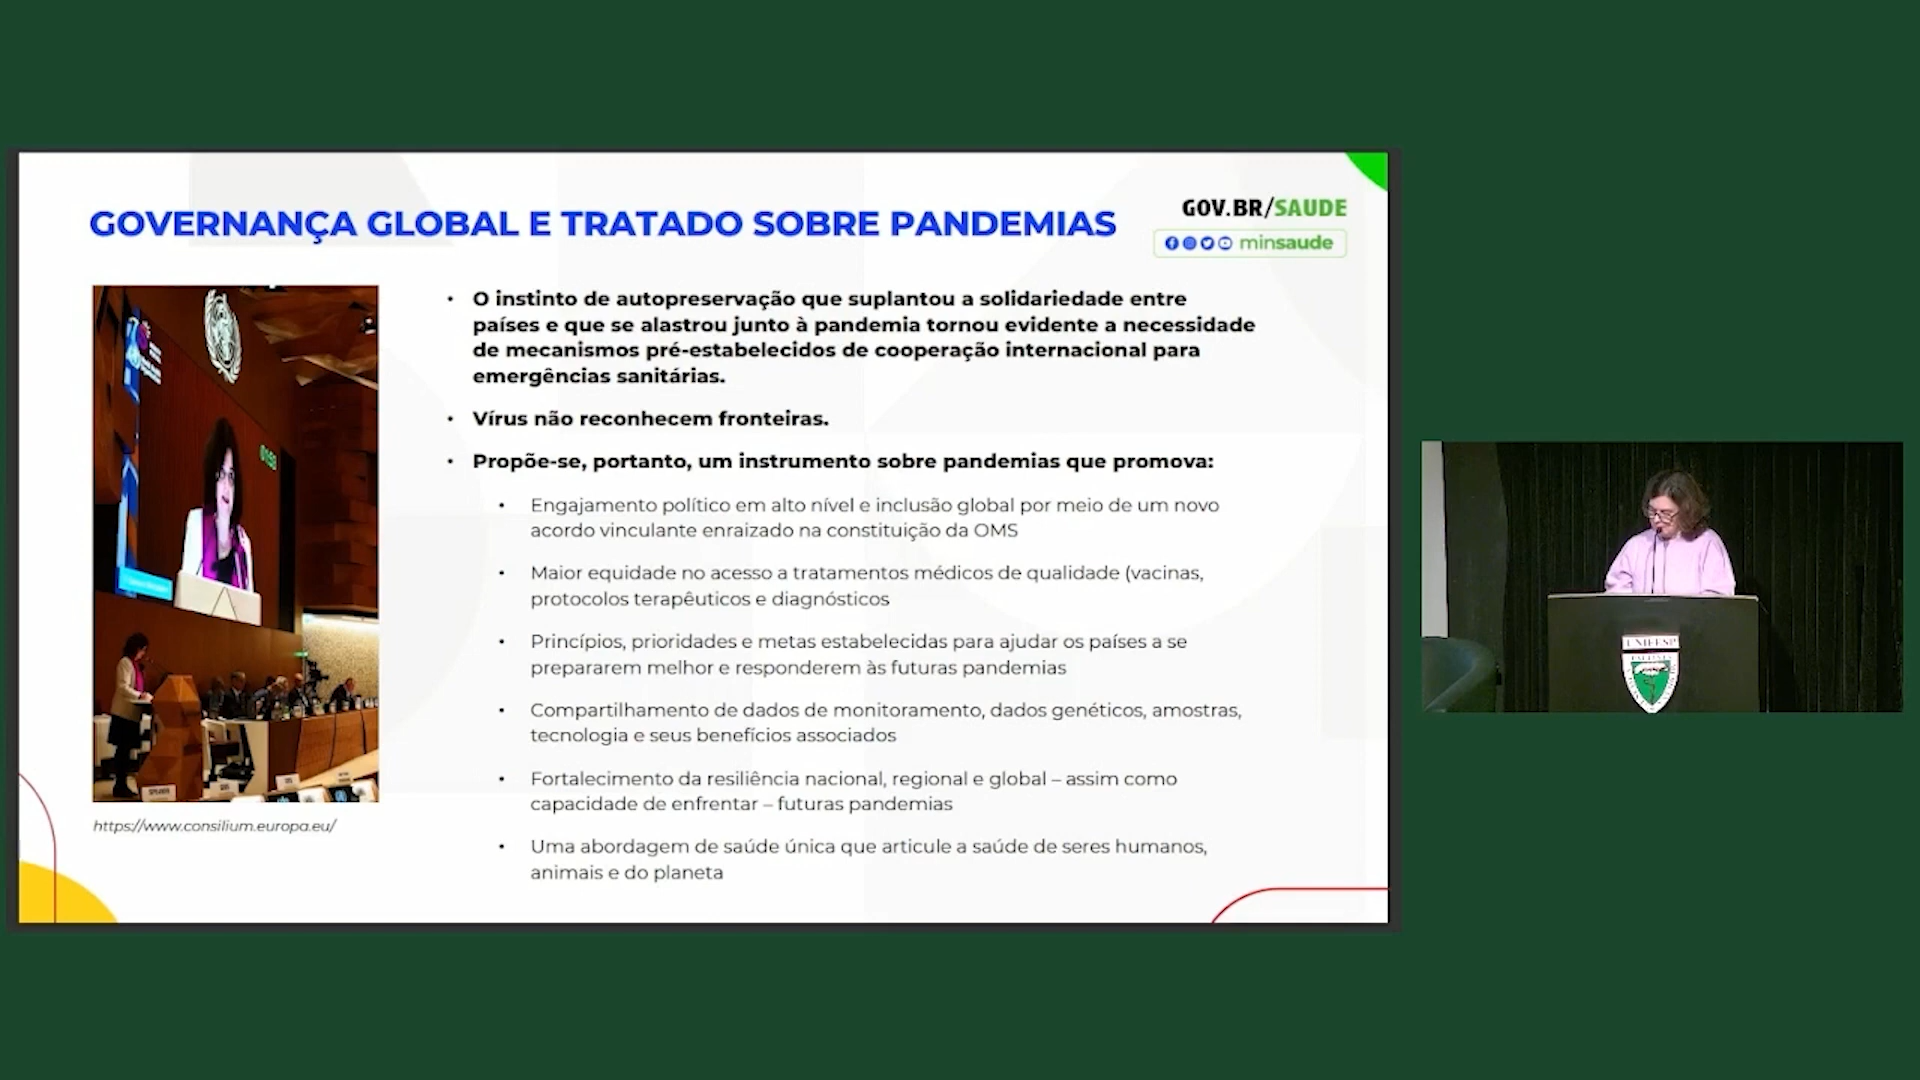 GOVERNANÇA GLOBAL E TRATADO SOBRE PANDEMIAS
GOV.BR/SAUDE
minsaude
• O instinto de autopreservação que suplantou a solidariedade entre
países e que se alastrou junto à pandemia tornou evidente a necessidade
de mecanismos pré-estabelecidos de cooperação internacional para
emergências sanitárias.
• Vírus não reconhecem fronteiras.
• Propõe-se, portanto, um instrumento sobre pandemias que promova:
• Engajamento político em alto nível e inclusão global por meio de um novo
acordo vinculante enraizado na constituição da OMS
• Maior equidade no acesso a tratamentos médicos de qualidade (vacinas,
protocolos terapêuticos e diagnósticos
• Princípios, prioridades e metas estabelecidas para ajudar os países a se
prepararem melhor e responderem às futuras pandemias
• Compartilhamento de dados de monitoramento, dados genéticos, amostras,
tecnologia e seus benefícios associados
• Fortalecimento da resiliência nacional, regional e global – assim como
capacidade de enfrentar – futuras pandemias
• Uma abordagem de saúde única que articule a saúde de seres humanos,
animais e do planeta
https://www.consilium.europa.eu/
UNIFESP